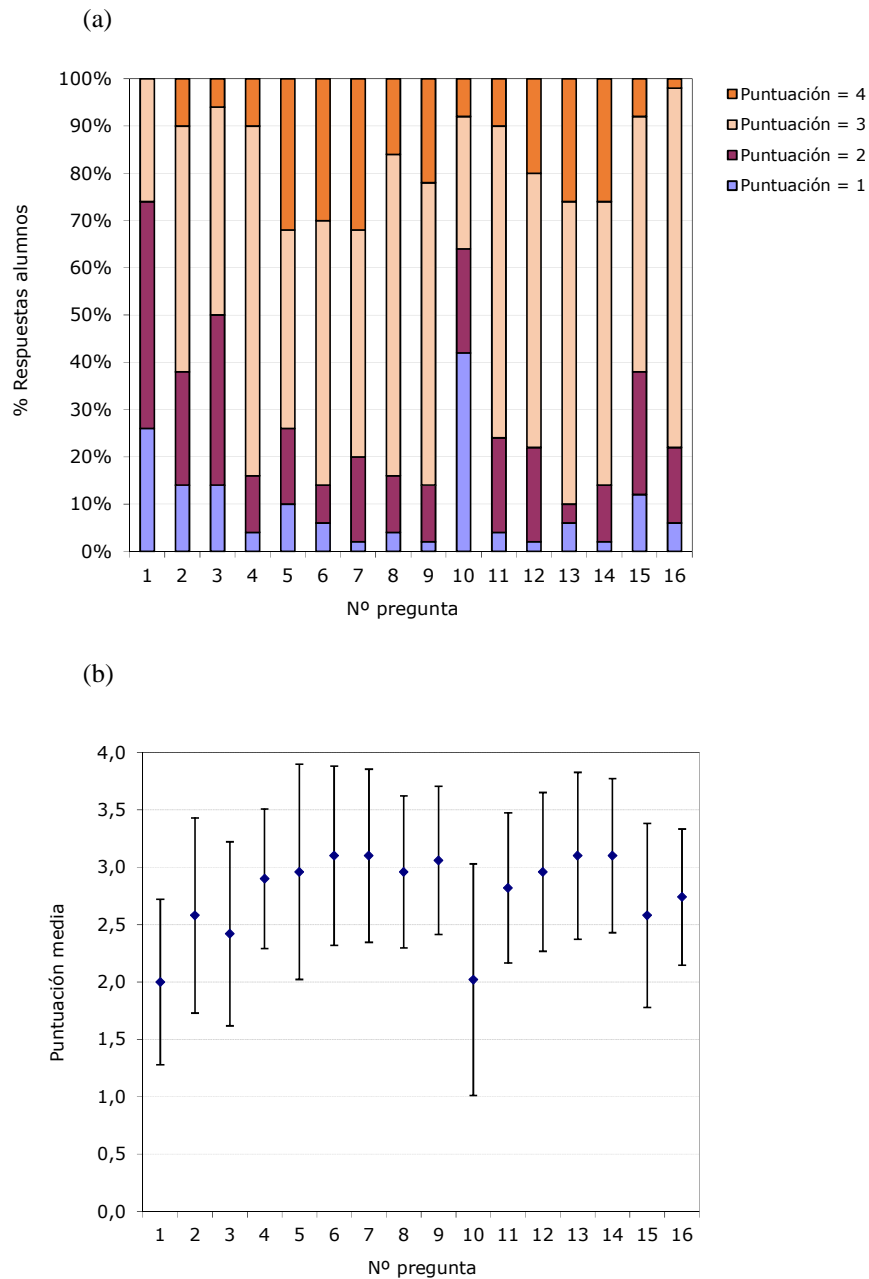 (a)
100%
90%
80%
70%
60%
50%
40%
30%
20%
10%
0%
% Respuestas alumnos
1 2 3 4 5 6 7 8 9 10 11 12 13 14 15 16
Nº pregunta
Puntuación = 4
Puntuación = 3
Puntuación = 2
Puntuación = 1
(b)
4,0
3,5
3,0
2,5
2,0
1,5
1,0
0,5
0,0
Puntuación media
1 2 3 4 5 6 7 8 9 10 11 12 13 14 15 16
Nº pregunta